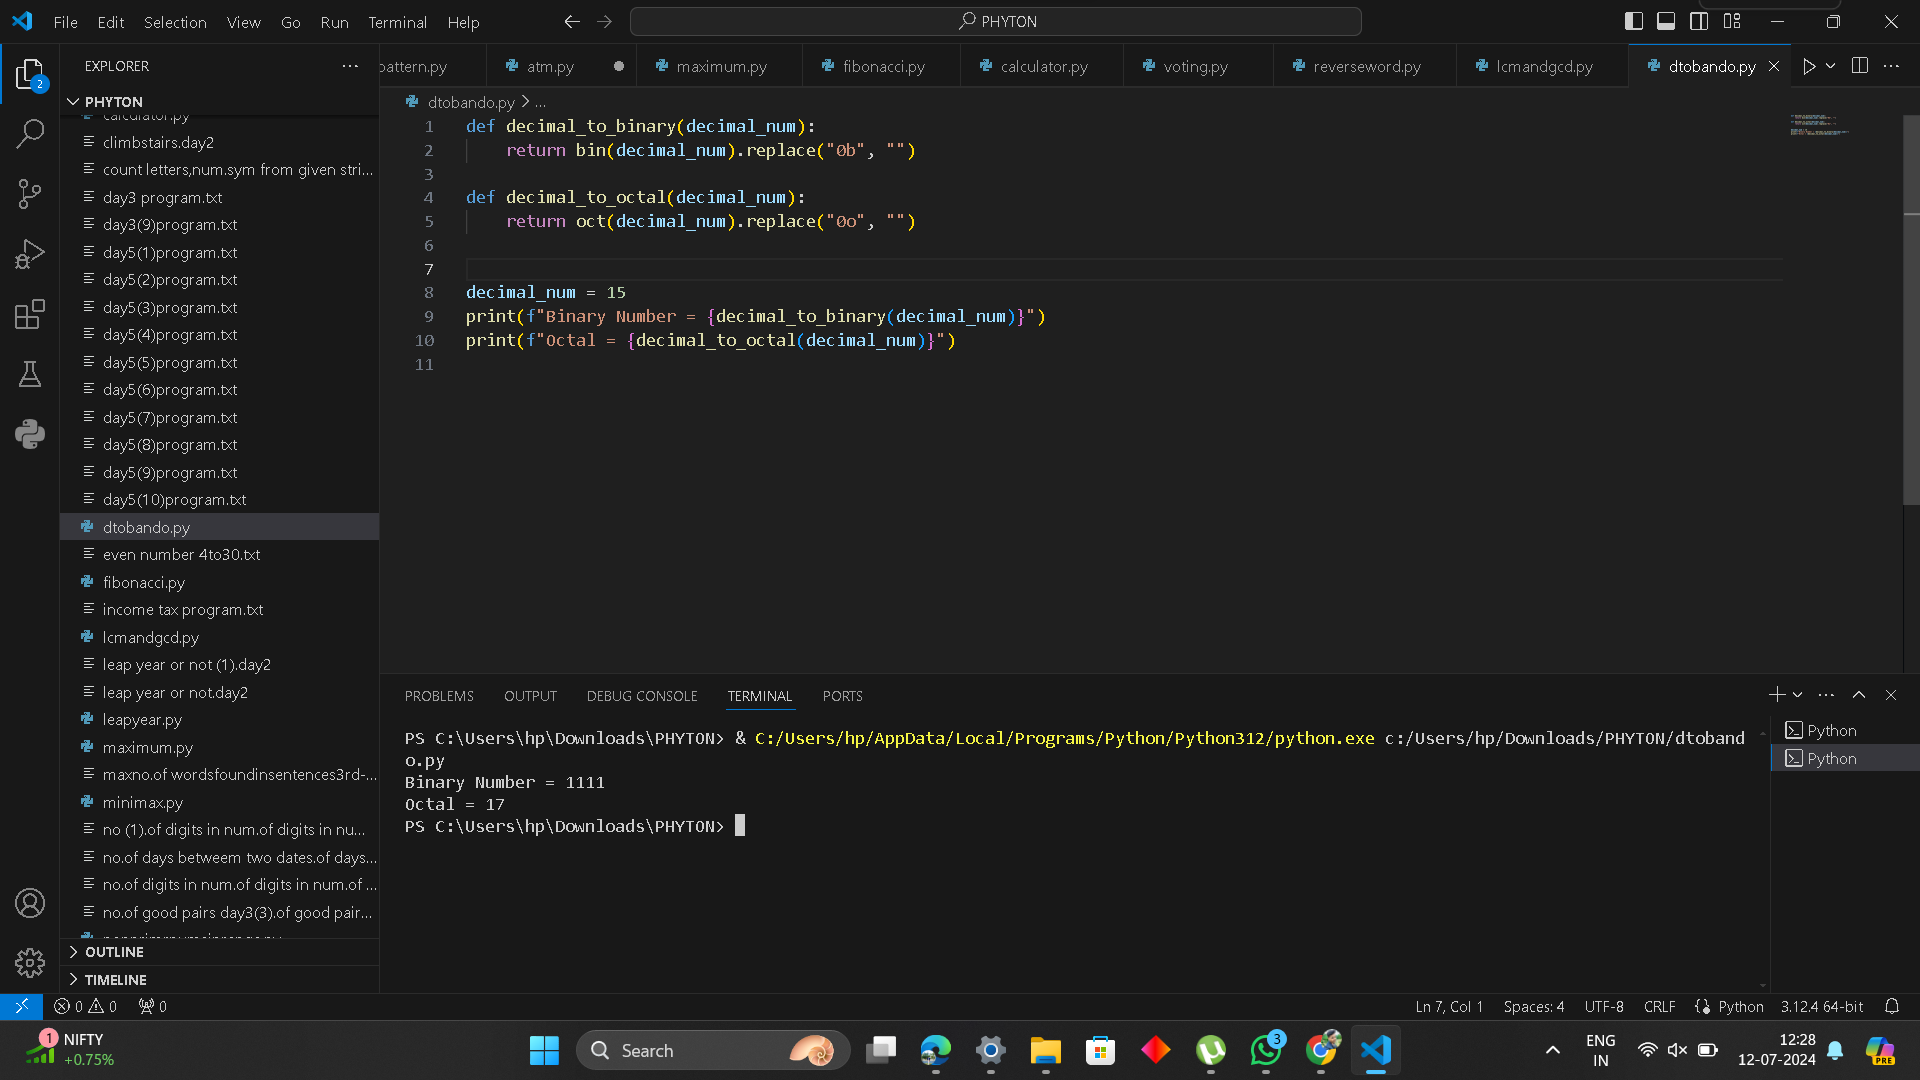 File Edit Selection View Go Run Terminal Help
PHYTON
EXPLORER
2
PHYTON
calculator.py
climbstairs.day2
count letters,num.sym from given stri...
day3 program.txt
day3(9)program.txt
day5(1)program.txt
day5(2)program.txt
day5(3)program.txt
day5(4)program.txt
day5(5)program.txt
day5(6)program.txt
day5(7)program.txt
day5(8)program.txt
day5(9)program.txt
day5(10)program.txt
dtobando.py
even number 4to30.txt
fibonacci.py
income tax program.txt
lcmandgcd.py
leap year or not (1).day2
leap year or not.day2
leapyear.py
maximum.py
maxno.of wordsfoundinsentences3rd-...
minimax.py
no (1).of digits in num.of digits in nu...
no.of days betweem two dates.of days...
no.of digits in num.of digits in num.of ...
no.of good pairs day3(3).of good pair...
OUTLINE
TIMELINE
pattern.py atm.py maximum.py fibonacci.py calculator.py voting.py reverseword.py lcmandgcd.py dtobando.py
dtobando.py > ...
1 def decimal_to_binary(decimal_num):
2     return bin(decimal_num).replace("0b", "")
3
4 def decimal_to_octal(decimal_num):
5     return oct(decimal_num).replace("0o", "")
6
7
8 decimal_num = 15
9 print(f"Binary Number = {decimal_to_binary(decimal_num)}")
10 print(f"Octal = {decimal_to_octal(decimal_num)}")
11
PROBLEMS OUTPUT DEBUG CONSOLE TERMINAL PORTS
PS C:\Users\hp\Downloads\PHYTON> & C:/Users/hp/AppData/Local/Programs/Python/Python312/python.exe c:/Users/hp/Downloads/PHYTON/dtoband
o.py
Binary Number = 1111
Octal = 17
PS C:\Users\hp\Downloads\PHYTON>
Python
Python
0 0 0
Ln 7, Col 1 Spaces: 4 UTF-8 CRLF Python 3.12.4 64-bit
1
NIFTY
+0.75%
Search
3
ENG
IN
12:28
12-07-2024
PRE